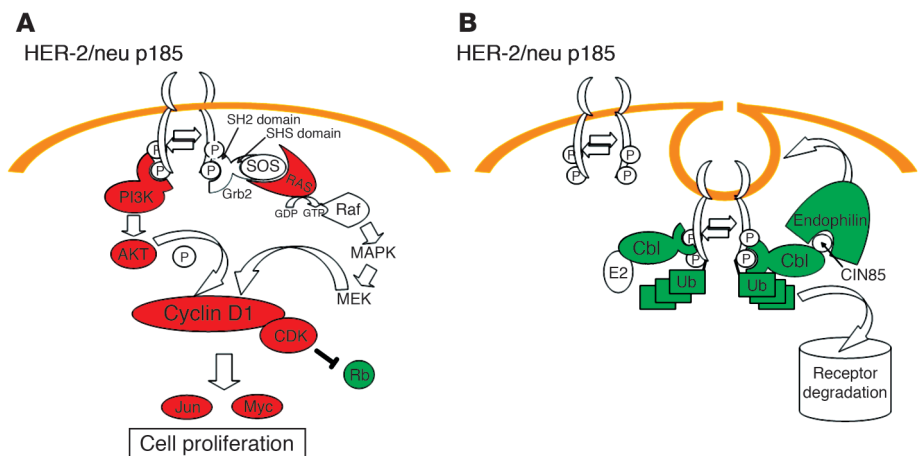 A
HER-2/neu p185
SH2 domain
SHS domain
P
P
P
P
SOS
RAS
Grb2
PI3K
GDP
GTP
Raf
MAPK
AKT
P
MEK
Cyclin D1
CDK
Rb
Jun
Myc
Cell proliferation
B
HER-2/neu p185
P
P
P
P
Endophilin
P
P
P
P
Cbl
Cbl
P
E2
CIN85
Ub
Ub
Receptor
degradation